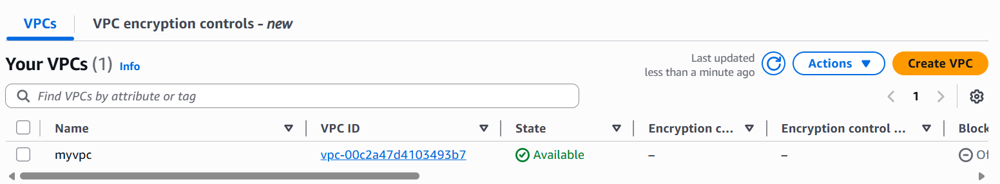 VPCs VPC encryption controls - new
Your VPCs (1) Info
Last updated
less than a minute ago
Actions
Create VPC
Find VPCs by attribute or tag
1
Name VPC ID State Encryption c... Encryption control ... Block
myvpc vpc-00c2a47d4103493b7 Available – – Of